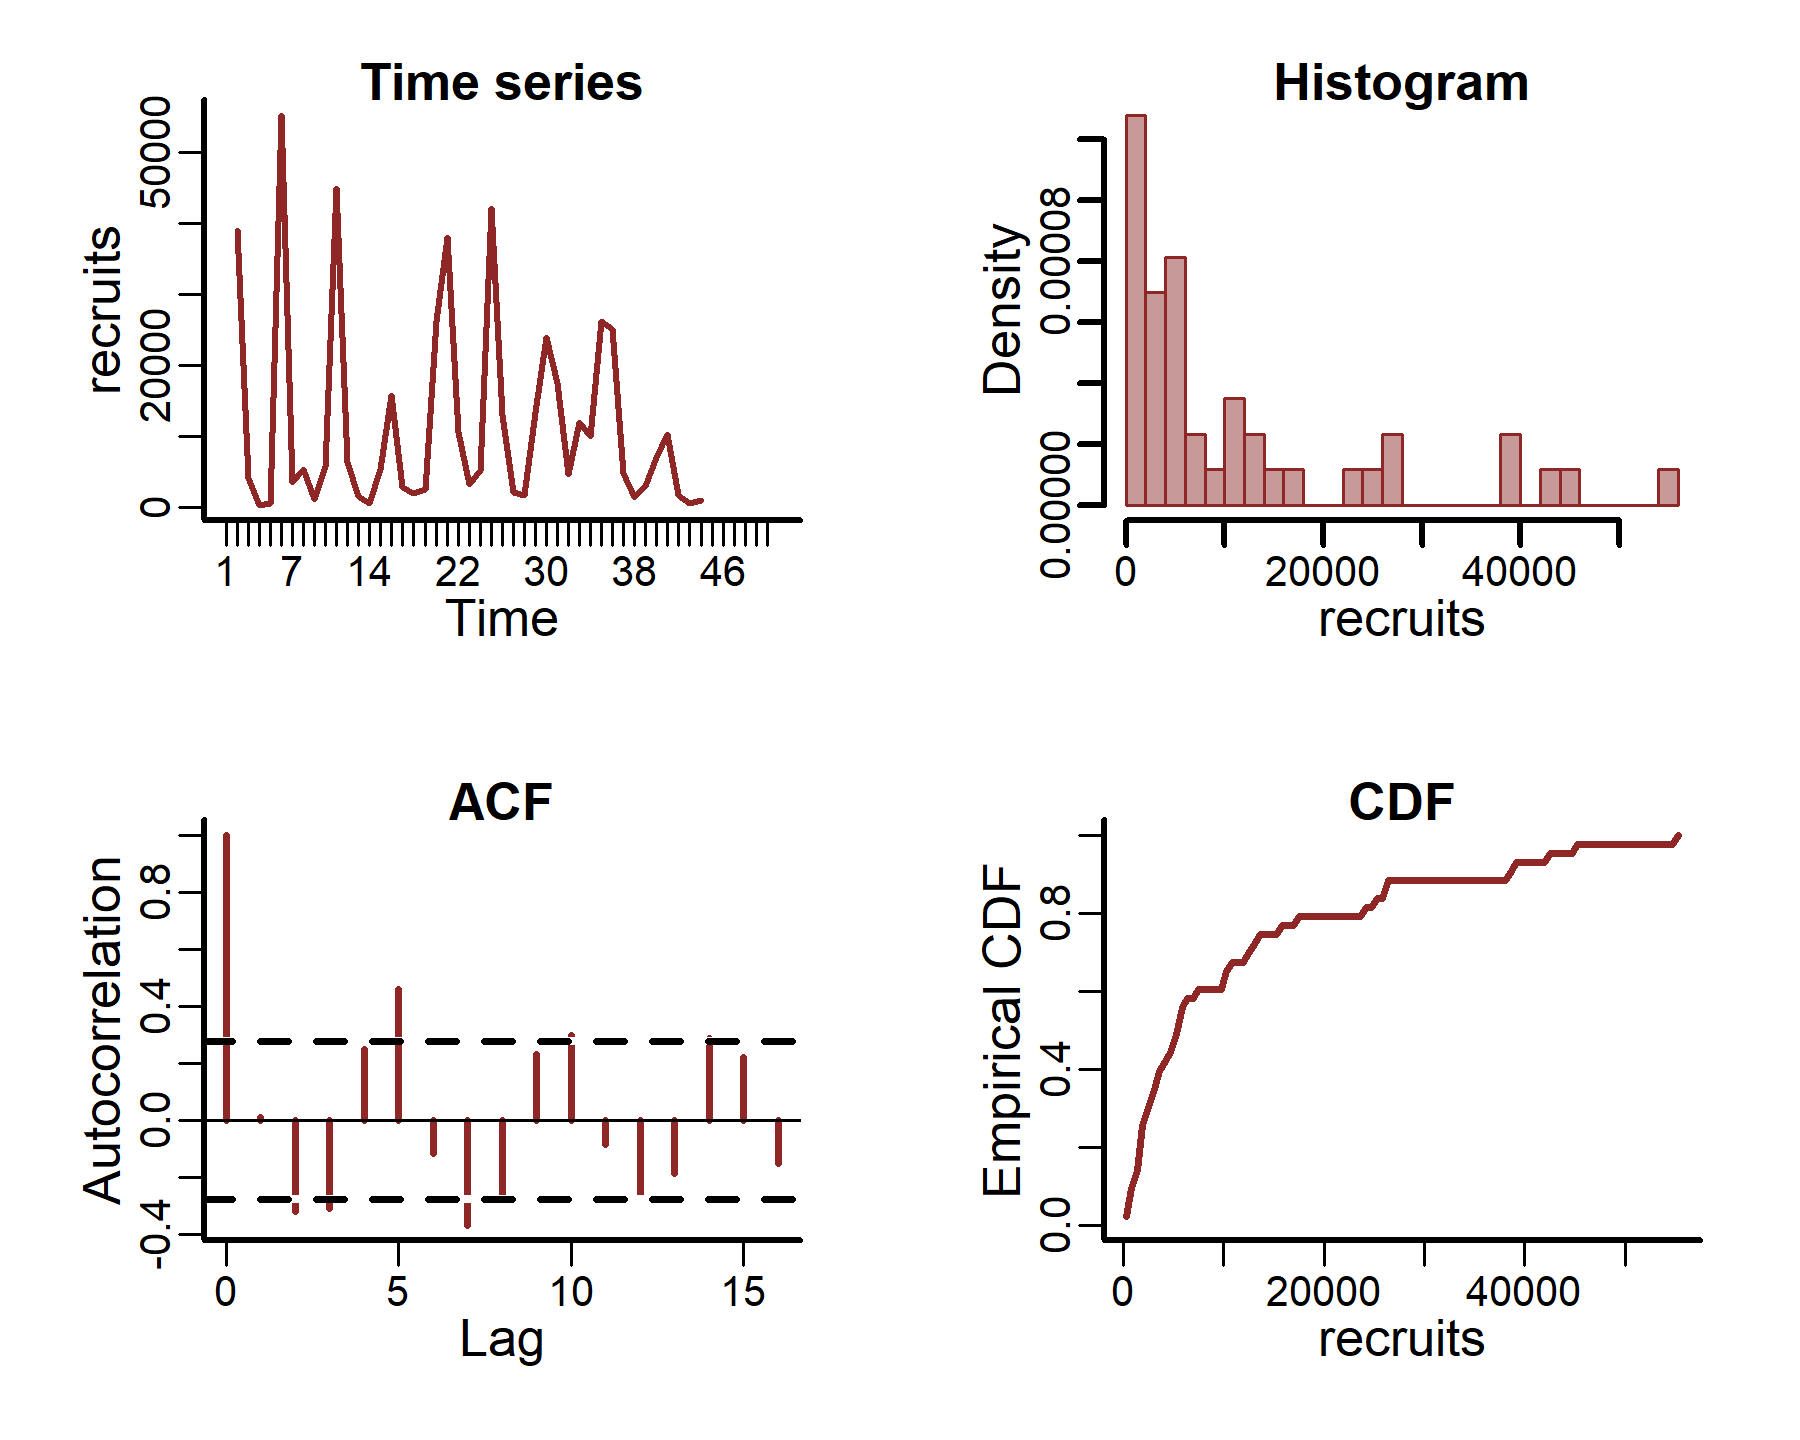 Time series
recruits
0
20000
50000
1 7 14 22 30 38 46
Time
Histogram
Density
0.00000
0.00008
0 20000 40000
recruits
ACF
Autocorrelation
-0.4
0.0
0.4
0.8
0 5 10 15
Lag
CDF
Empirical CDF
0.0
0.4
0.8
0 20000 40000
recruits